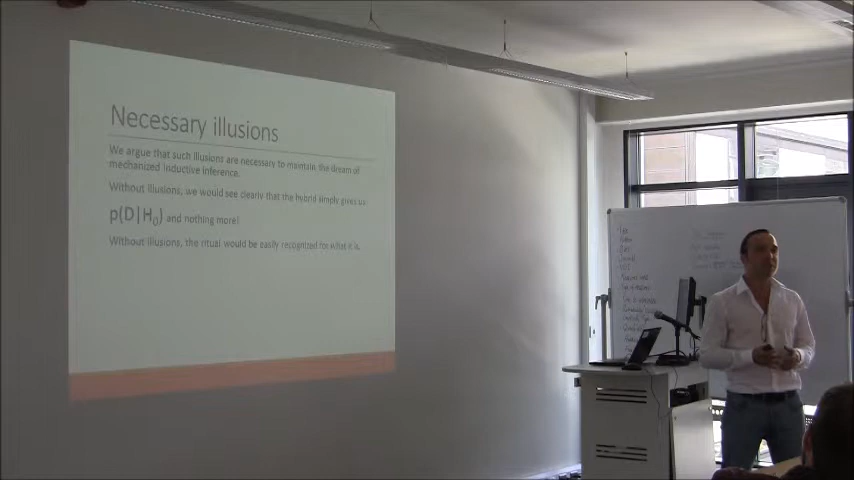 Necessary illusions
We argue that such illusions are necessary to maintain the dream of
mechanized inductive inference.
Without illusions, we would see clearly that the hybrid simply gives us
p(D|H₀) and nothing more!
Without illusions, the ritual would be easily recognized for what it is.